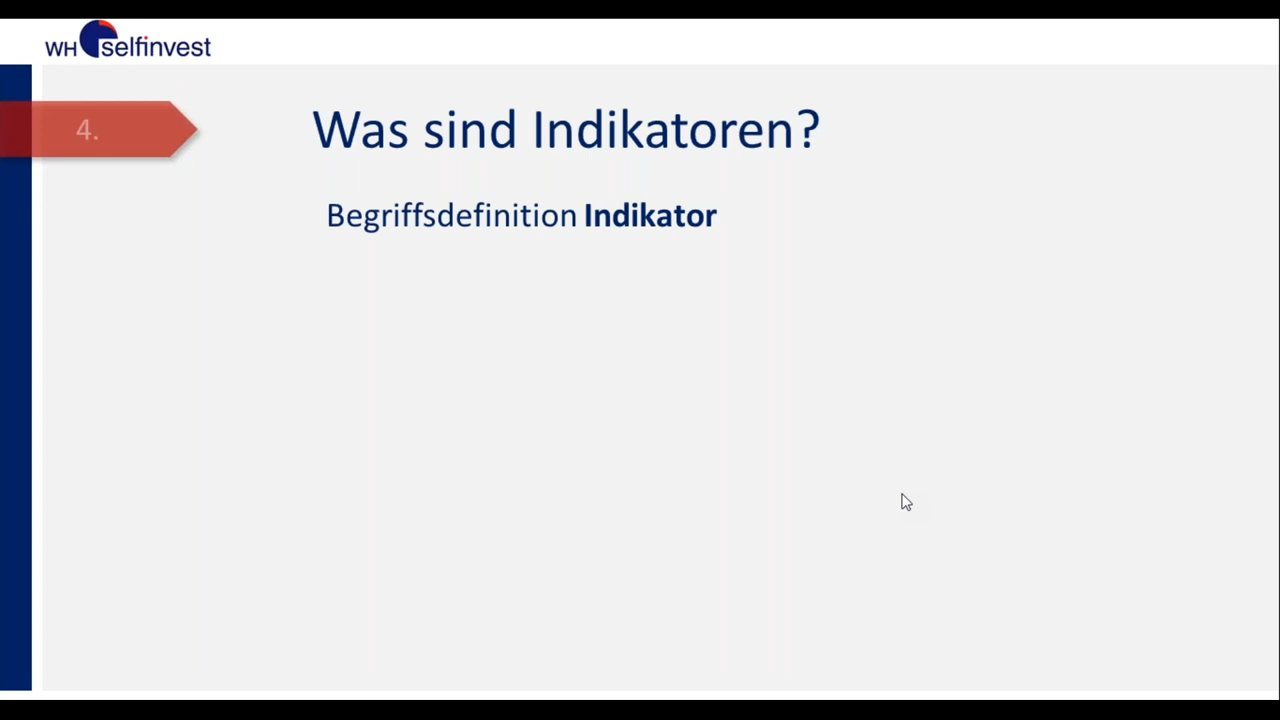 WH selfinvest
4.
Was sind Indikatoren?
Begriffsdefinition Indikator